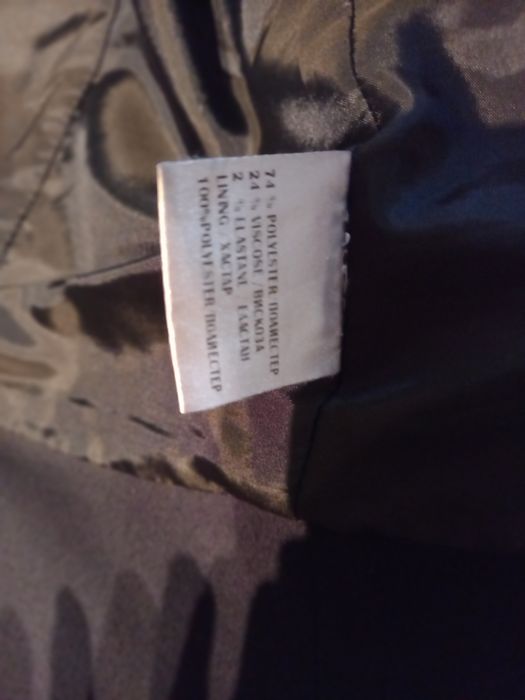 74 % POLYESTER ПОЛИЕСТЕР
24 % VISCOSE / ВИСКОЗА
2 % ELASTANE / ЕЛАСТАН
LINING / ХАСТАР
100%POLYESTER ПОЛИЕСТЕР